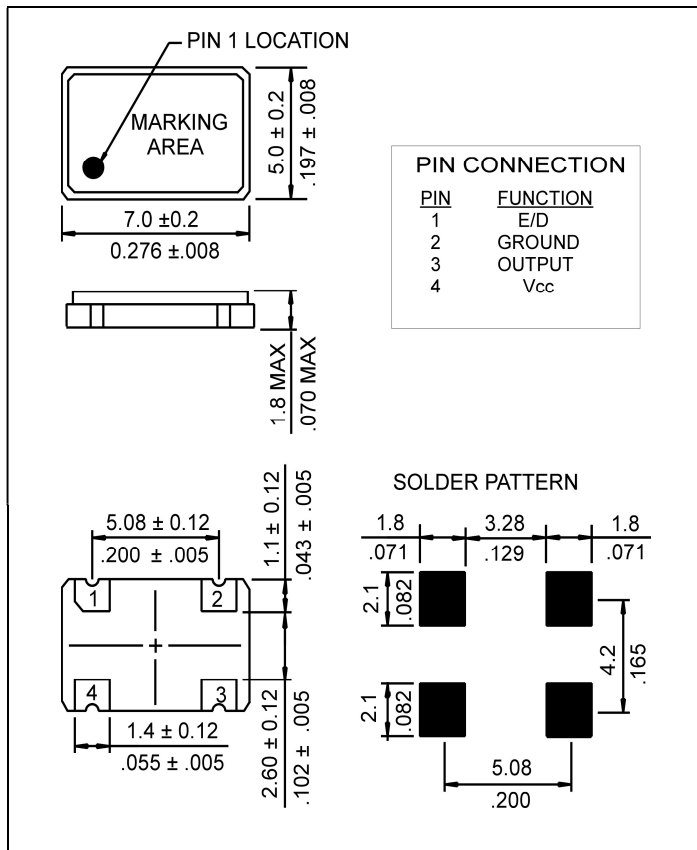 PIN 1 LOCATION
MARKING
AREA
5.0 ± 0.2
.197 ± .008
7.0 ±0.2
0.276 ±.008
PIN CONNECTION
PIN FUNCTION
1 E/D
2 GROUND
3 OUTPUT
4 Vcc
1.8 MAX
.070 MAX
5.08 ± 0.12
.200 ± .005
1.1 ± 0.12
.043 ± .005
1 2
4 3
1.4 ± 0.12
.055 ± .005
2.60 ± 0.12
.102 ± .005
SOLDER PATTERN
1.8 3.28 1.8
.071 .129 .071
2.1
.082
4.2
.165
2.1
.082
5.08
.200